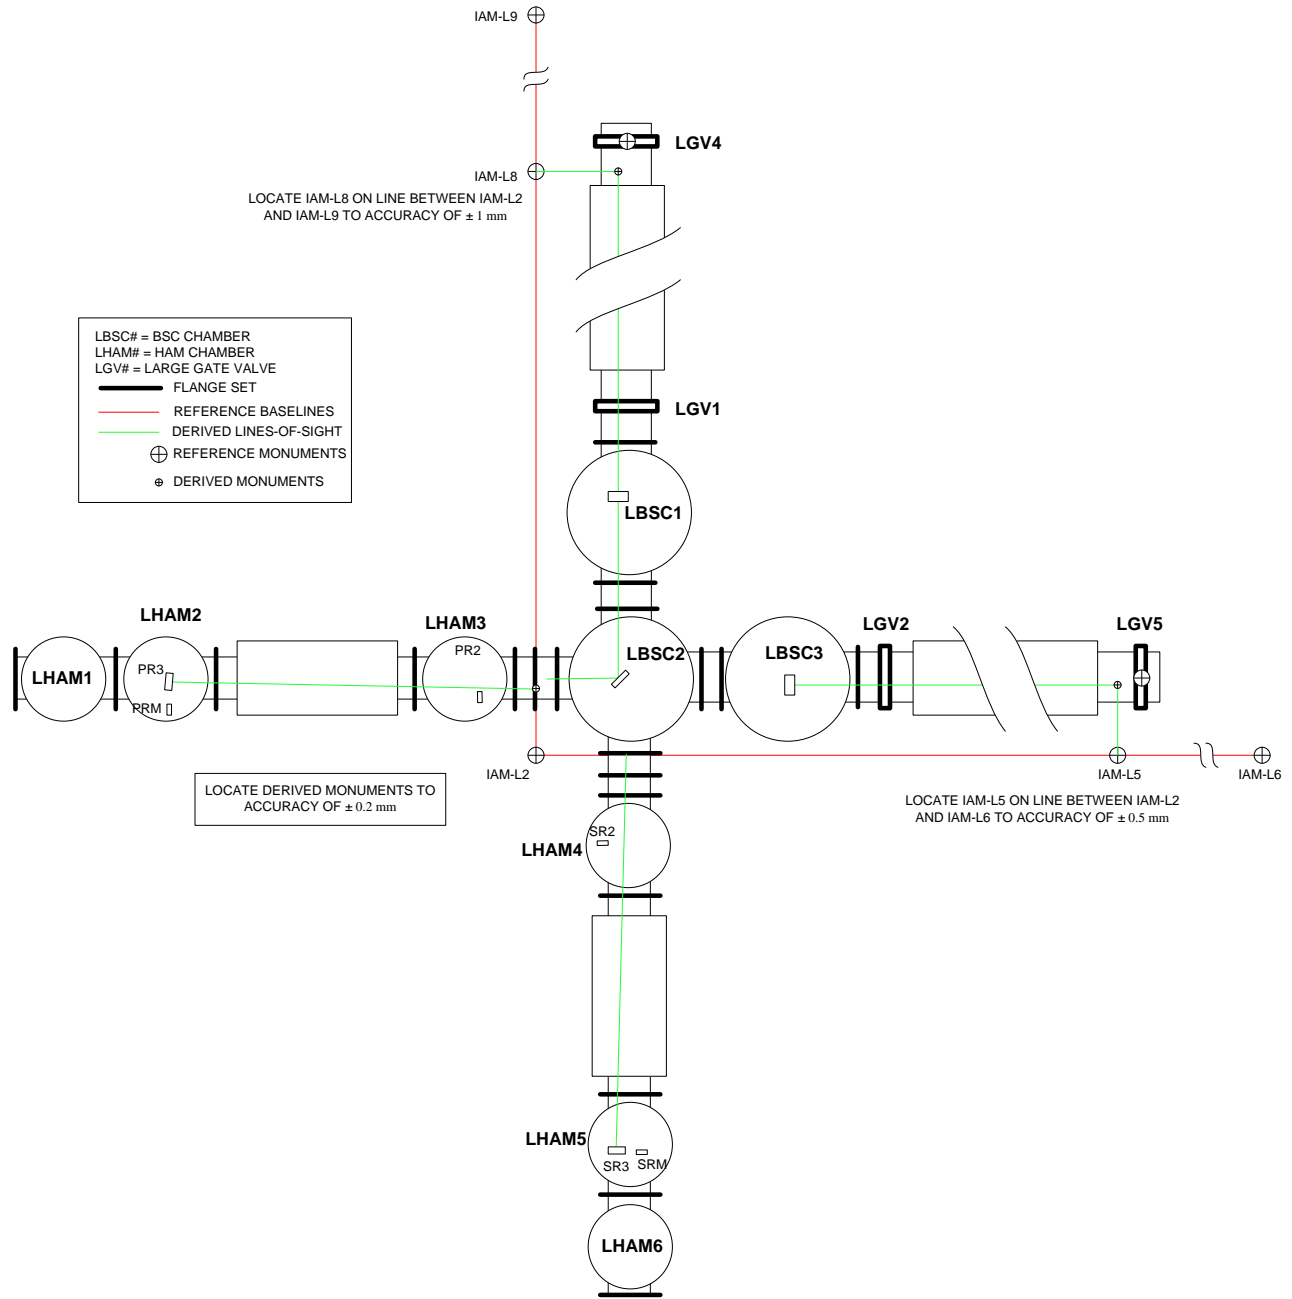 IAM-L9
LGV4
IAM-L8
LOCATE IAM-L8 ON LINE BETWEEN IAM-L2
AND IAM-L9 TO ACCURACY OF ± 1 mm
LBSC# = BSC CHAMBER
LHAM# = HAM CHAMBER
LGV# = LARGE GATE VALVE
FLANGE SET
REFERENCE BASELINES
DERIVED LINES-OF-SIGHT
REFERENCE MONUMENTS
DERIVED MONUMENTS
LGV1
LBSC1
LHAM2
LHAM3
LGV2
LGV5
PR2
LBSC2
LBSC3
PR3
LHAM1
PRM
IAM-L2
IAM-L5
IAM-L6
LOCATE DERIVED MONUMENTS TO
ACCURACY OF ± 0.2 mm
LOCATE IAM-L5 ON LINE BETWEEN IAM-L2
AND IAM-L6 TO ACCURACY OF ± 0.5 mm
SR2
LHAM4
LHAM5
SR3
SRM
LHAM6